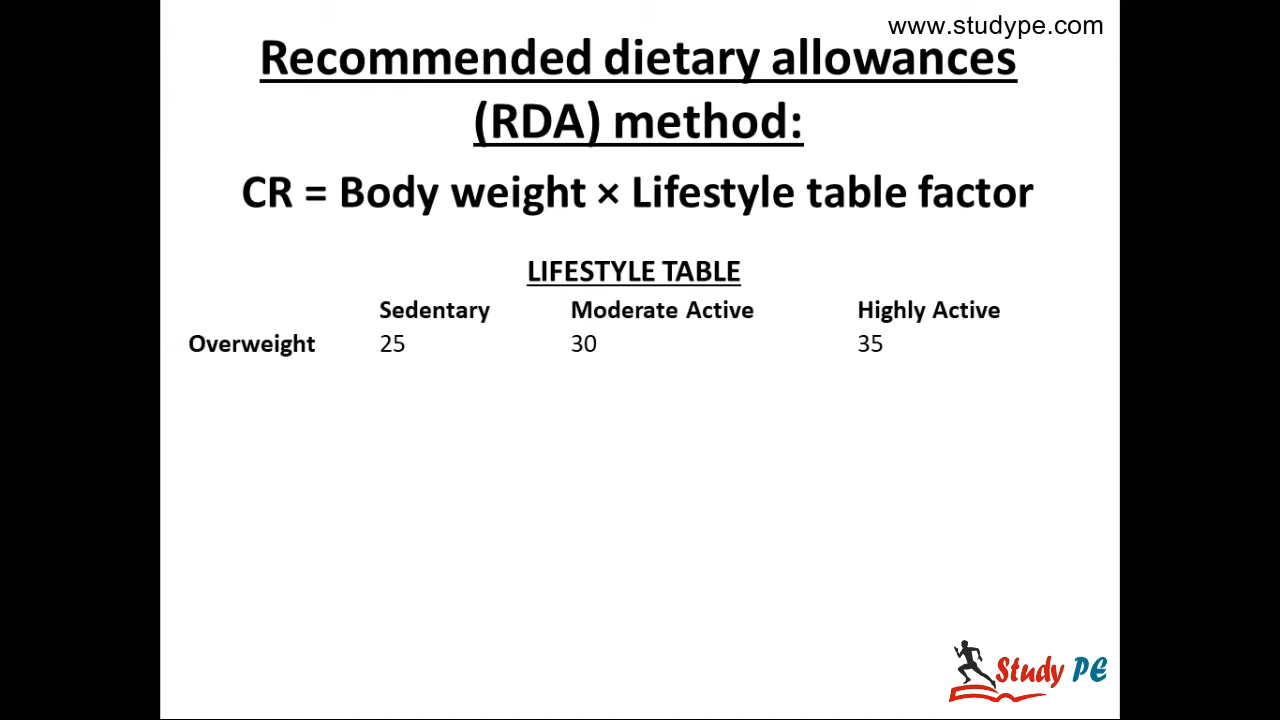 www.studype.com
Recommended dietary allowances
(RDA) method:
CR = Body weight × Lifestyle table factor
LIFESTYLE TABLE
Sedentary Moderate Active Highly Active
Overweight 25 30 35
Study PE